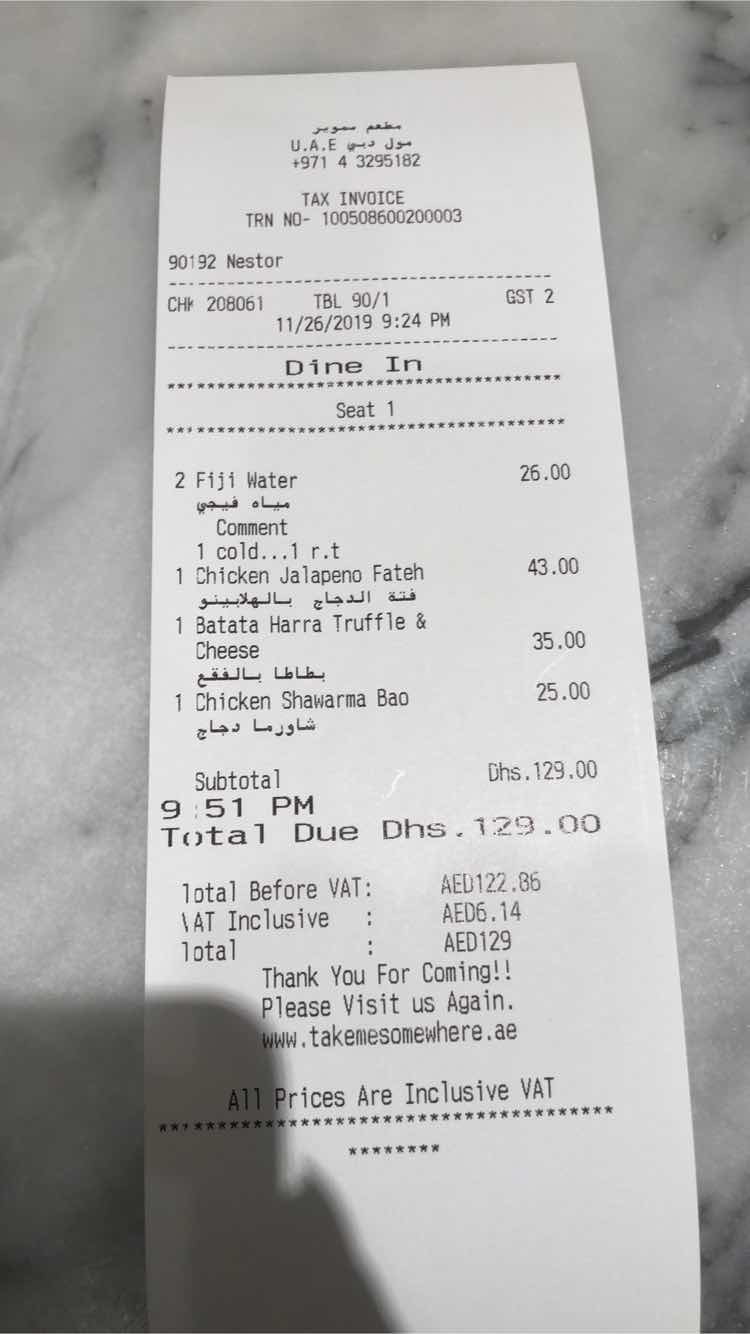 مطعم سموير
مول دبي U.A.E
+971 4 3295182
TAX INVOICE
TRN NO- 100508600200003
90192 Nestor
----------------------------------------
CHK 208061 TBL 90/1 GST 2
11/26/2019 9:24 PM
----------------------------------------
Dine In
****************************************
Seat 1
****************************************
2 Fiji Water 26.00
مياه فيجي
Comment
1 cold...1 r.t
1 Chicken Jalapeno Fateh 43.00
فتة الدجاج بالهلابينو
1 Batata Harra Truffle &
Cheese 35.00
بطاطا بالفقع
1 Chicken Shawarma Bao 25.00
شاورما دجاج
Subtotal Dhs.129.00
9:51 PM
Total Due Dhs.129.00
Total Before VAT: AED122.86
VAT Inclusive : AED6.14
Total : AED129
Thank You For Coming!!
Please Visit us Again.
www.takemesomewhere.ae
All Prices Are Inclusive VAT
****************************************
********